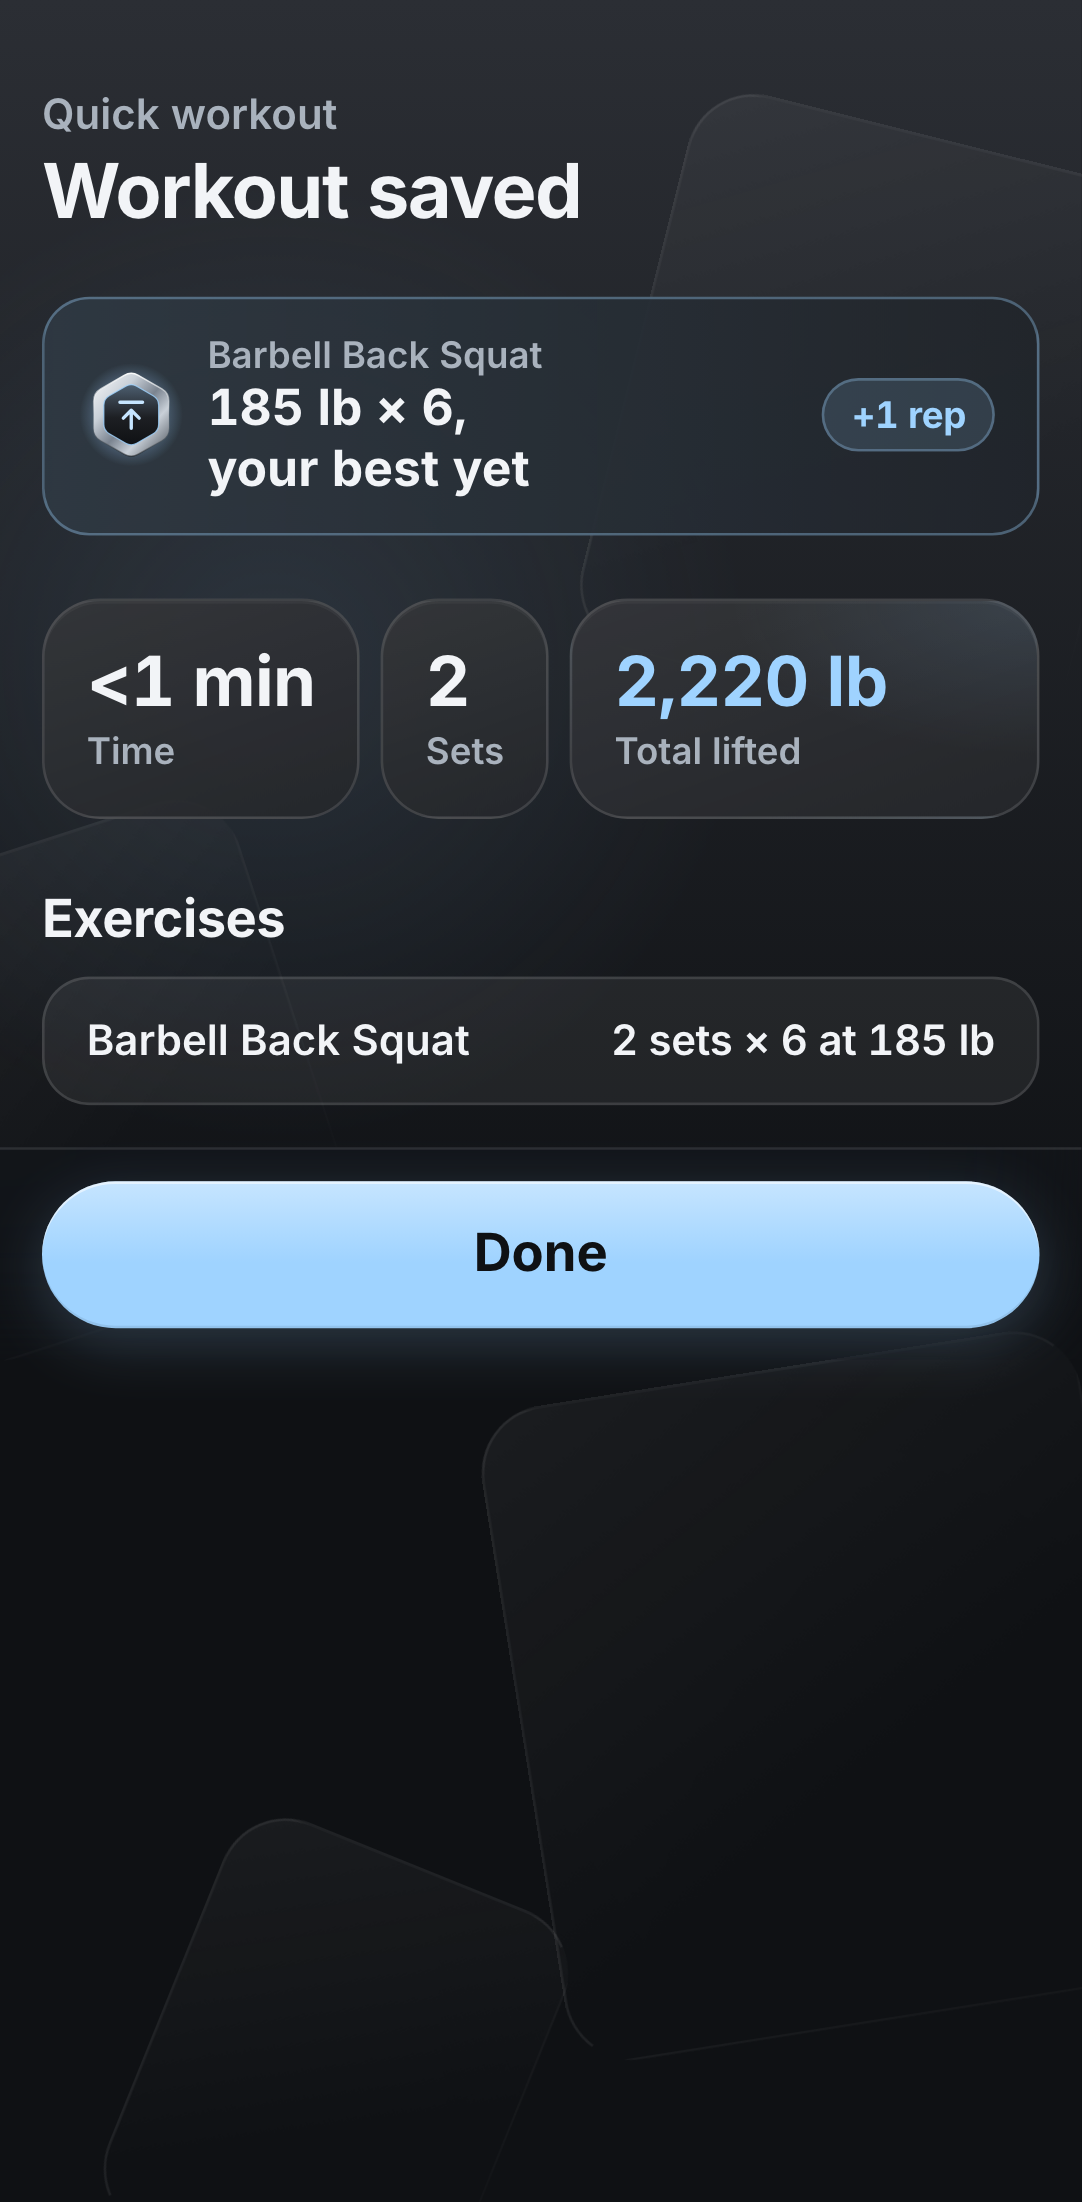 Quick workout
Workout saved
Barbell Back Squat
185 lb × 6,
your best yet
+1 rep
<1 min
Time
2
Sets
2,220 lb
Total lifted
Exercises
Barbell Back Squat
2 sets × 6 at 185 lb
Done